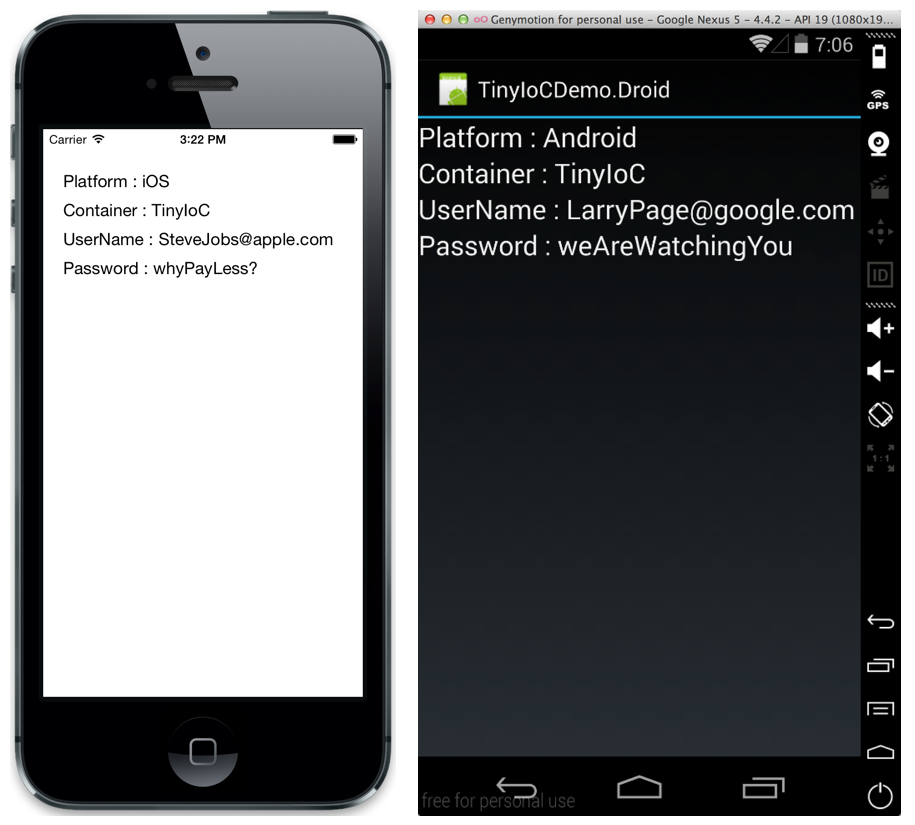 Carrier 3:22 PM
Platform : iOS
Container : TinyIoC
UserName : SteveJobs@apple.com
Password : whyPayLess?
Genymotion for personal use - Google Nexus 5 - 4.4.2 - API 19 (1080x19...
7:06
TinyIoCDemo.Droid
Platform : Android
Container : TinyIoC
UserName : LarryPage@google.com
Password : weAreWatchingYou
GPS
ID
1:1
free for personal use